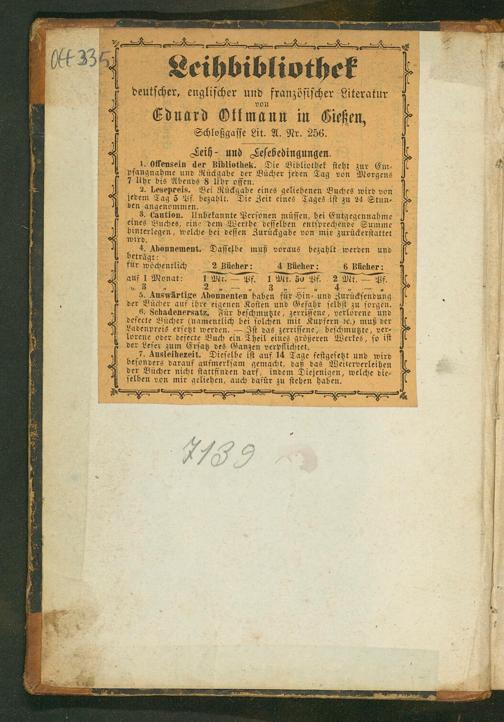 Ott 335
Leihbibliothek
deutscher, englischer und französischer Literatur
von
Eduard Ottmann in Gießen,
Schloßgasse Lit. A. Nr. 256.
Leih- und Lesebedingungen.
1. Offensein der Bibliothek. Die Bibliothek steht zur Em-
pfangnahme und Rückgabe der Bücher jeden Tag von Morgens
7 Uhr bis Abends 8 Uhr offen.
2. Lesepreis. Bei Rückgabe eines geliehenen Buches wird von
jedem Tag 5 Pf. bezahlt. Die Zeit eines Tages ist zu 24 Stun-
den angenommen.
3. Caution. Unbekannte Personen müssen, bei Entgegennahme
eines Buches, eine dem Werthe desselben entsprechende Summe
hinterlegen, welche bei dessen Zurückgabe von mir zurückerstattet
wird.
4. Abonnement. Dasselbe muß voraus bezahlt werden und
beträgt:
für wöchentlich 2 Bücher: 4 Bücher: 6 Bücher:
auf 1 Monat: 1 Mk. — Pf. 1 Mk. 50 Pf. 2 Mk. — Pf.
„ 3 „ 2 „ — „ 3 „ — „ 4 „ — „
5. Auswärtige Abonnenten haben für Hin- und Zurücksendung
der Bücher auf ihre eigenen Kosten und Gefahr selbst zu sorgen.
6. Schadenersatz. Für beschmutzte, zerrissene, verlorene und
defecte Bücher (namentlich bei solchen mit Kupfern ꝛc.) muß der
Ladenpreis ersetzt werden. — Ist das zerrissene, beschmutzte, ver-
lorene oder defecte Buch ein Theil eines größeren Werkes, so ist
der Leser zum Ersatz des Ganzen verpflichtet.
7. Ausleihezeit. Dieselbe ist auf 14 Tage festgesetzt und wird
besonders darauf aufmerksam gemacht, daß das Weiterverleihen
der Bücher nicht stattfinden darf, indem Diejenigen, welche die-
selben von mir geliehen, auch dafür zu stehen haben.
7139